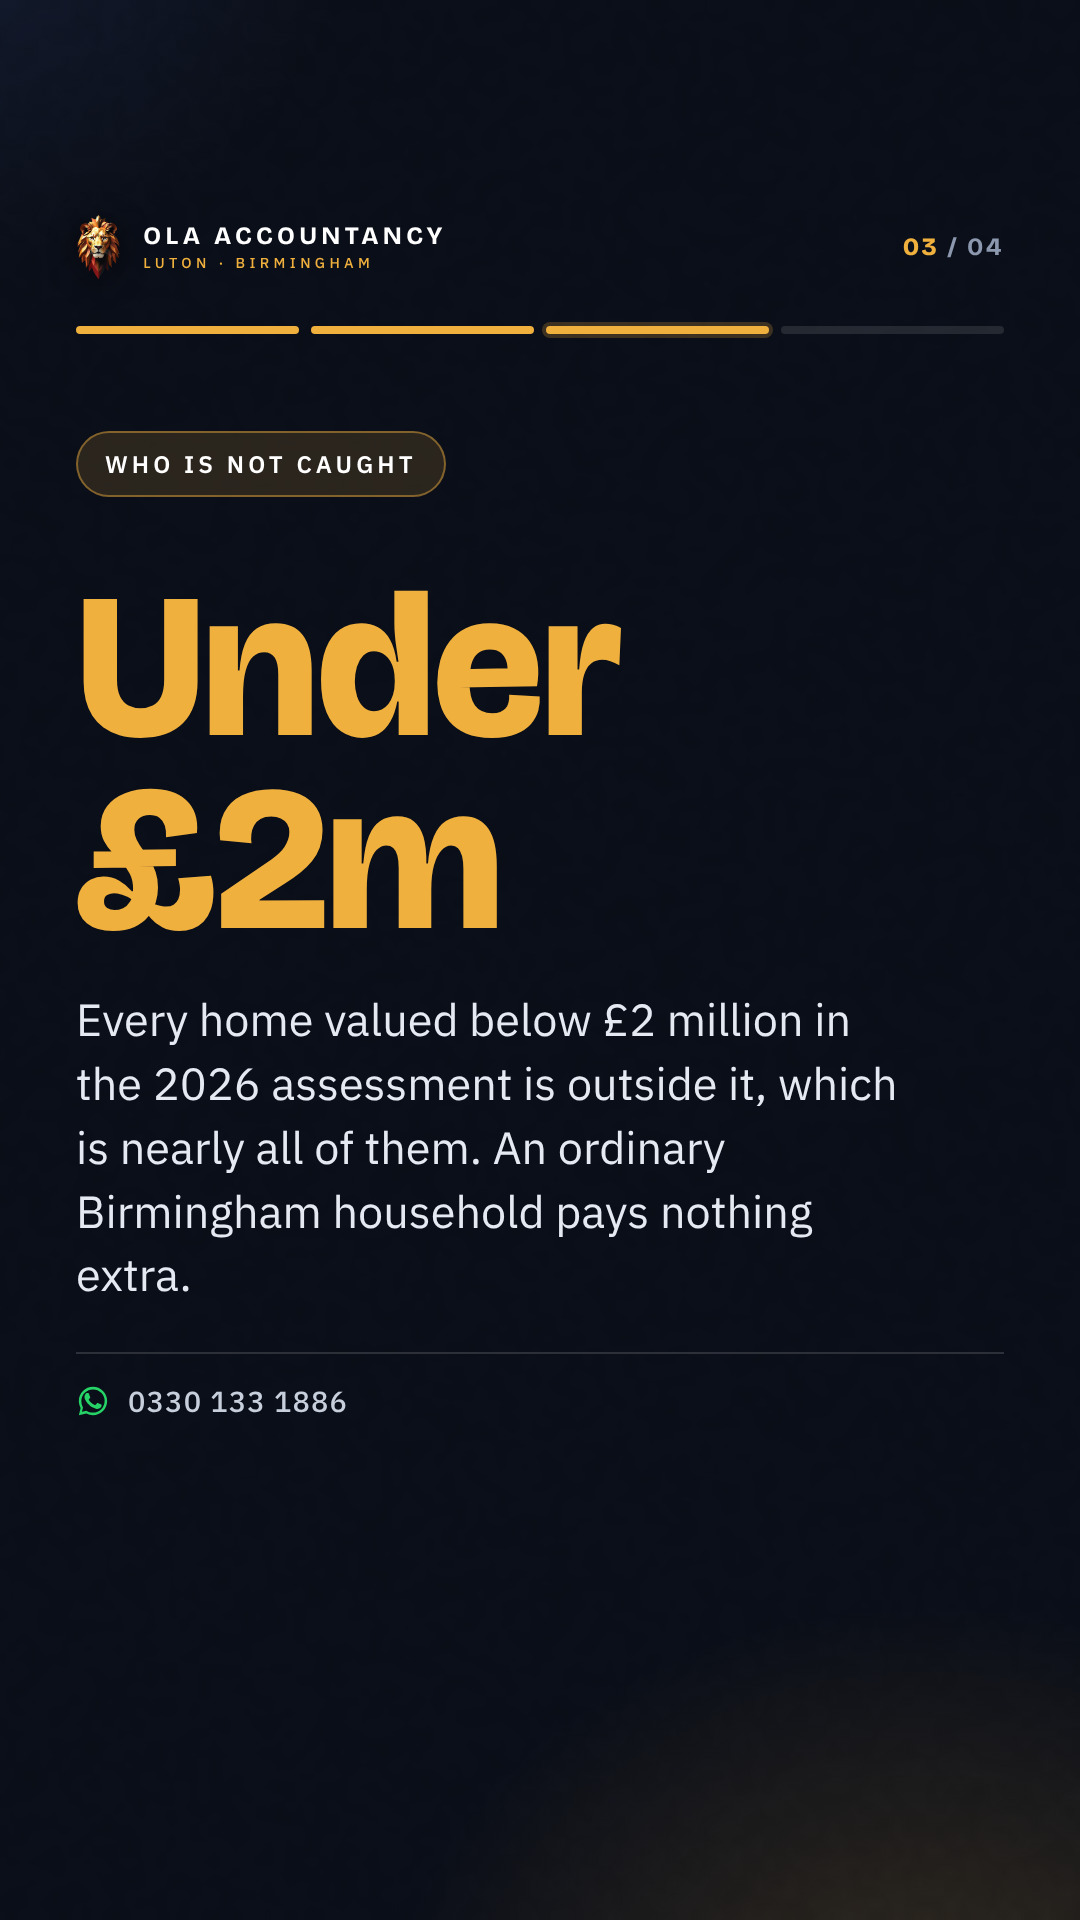 OLA ACCOUNTANCY
LUTON · BIRMINGHAM
03 / 04
WHO IS NOT CAUGHT
Under
£2m
Every home valued below £2 million in
the 2026 assessment is outside it, which
is nearly all of them. An ordinary
Birmingham household pays nothing
extra.
0330 133 1886